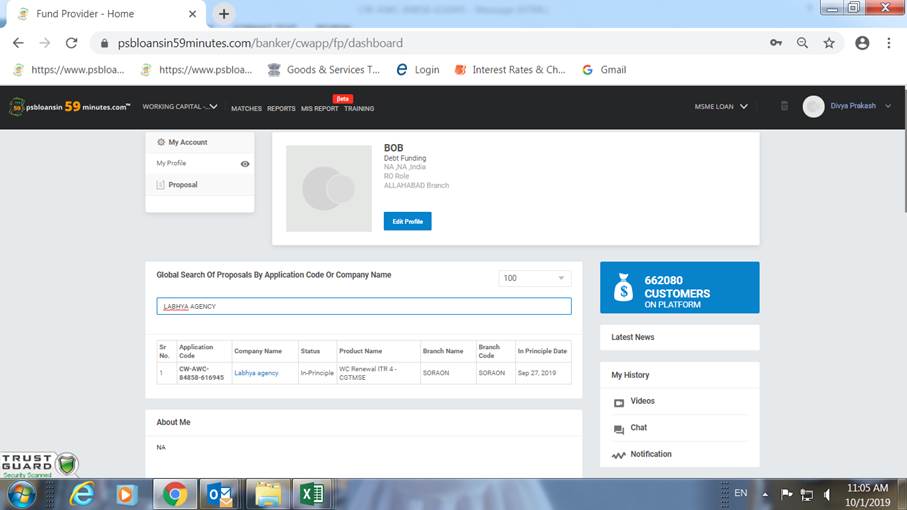 Fund Provider - Home
psbloansin59minutes.com/banker/cwapp/fp/dashboard
https://www.psbloa... https://www.psbloa... Goods & Services T... Login Interest Rates & Ch... Gmail
Beta
psbloansin 59 minutes.com™ WORKING CAPITAL -... MATCHES REPORTS MIS REPORT TRAINING MSME LOAN Divya Prakash
My Account
My Profile
Proposal
BOB
Debt Funding
NA ,NA ,India
RO Role
ALLAHABAD Branch
Edit Profile
Global Search Of Proposals By Application Code Or Company Name
100
LABHYA AGENCY
Sr No. Application Code Company Name Status Product Name Branch Name Branch Code In Principle Date
1 CW-AWC-84858-616945 Labhya agency In-Principle WC Renewal ITR 4 - CGTMSE SORAON SORAON Sep 27, 2019
About Me
NA
662080
CUSTOMERS
ON PLATFORM
Latest News
My History
Videos
Chat
Notification
TRUST
GUARD
Security Scanned
EN 11:05 AM
10/1/2019